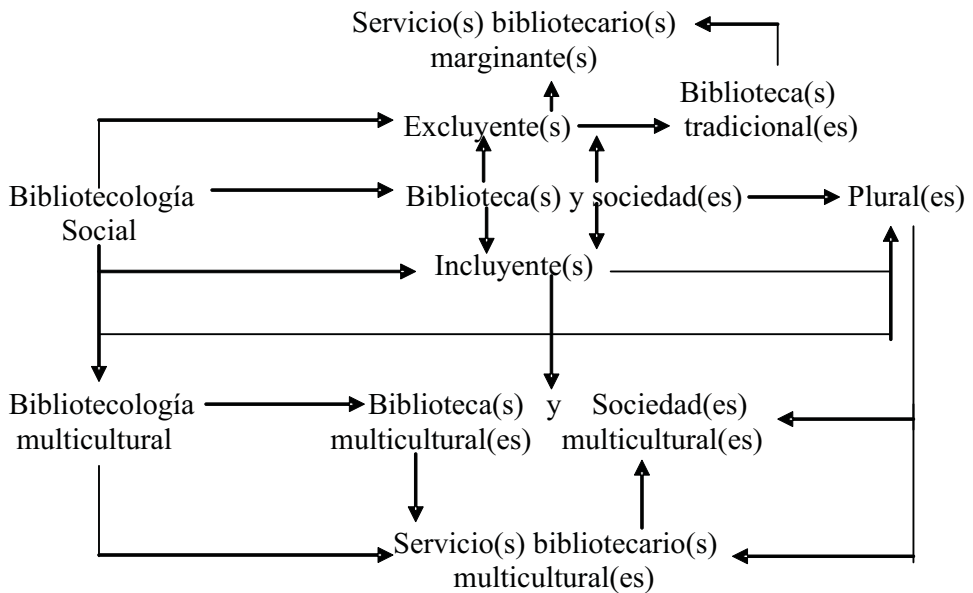 Servicio(s) bibliotecario(s)
marginante(s)
Biblioteca(s)
tradicional(es)
Excluyente(s)
Bibliotecología
Social
Biblioteca(s) y sociedad(es)
Plural(es)
Incluyente(s)
Bibliotecología
multicultural
Biblioteca(s) y Sociedad(es)
multicultural(es) multicultural(es)
Servicio(s) bibliotecario(s)
multicultural(es)